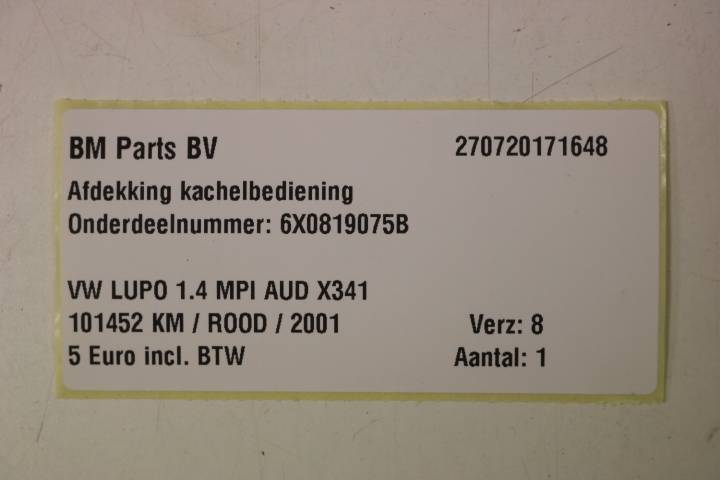 BM Parts BV 270720171648
Afdekking kachelbediening
Onderdeelnummer: 6X0819075B
VW LUPO 1.4 MPI AUD X341
101452 KM / ROOD / 2001 Verz: 8
5 Euro incl. BTW Aantal: 1